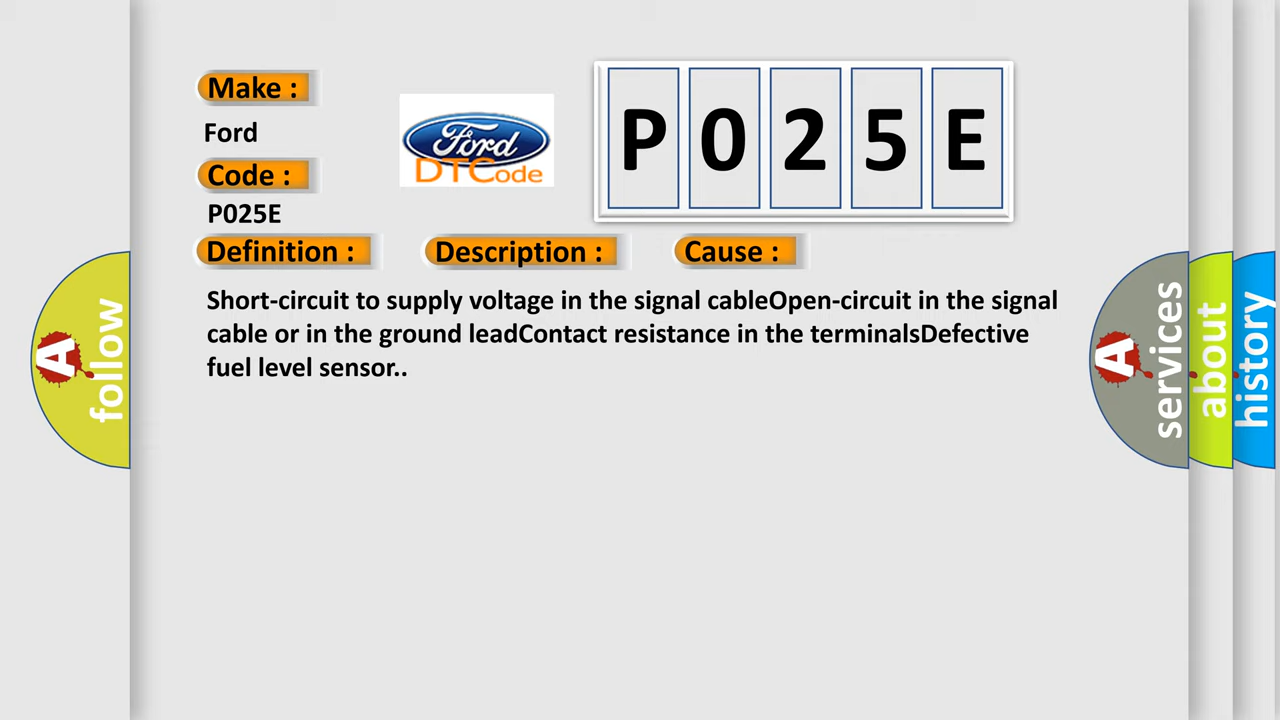 Make :
Ford
Code :
P025E
Ford
DTCode
P025E
Definition :
Description :
Cause :
Short-circuit to supply voltage in the signal cableOpen-circuit in the signal
cable or in the ground leadContact resistance in the terminalsDefective
fuel level sensor..
A
follow
A
services
about
history